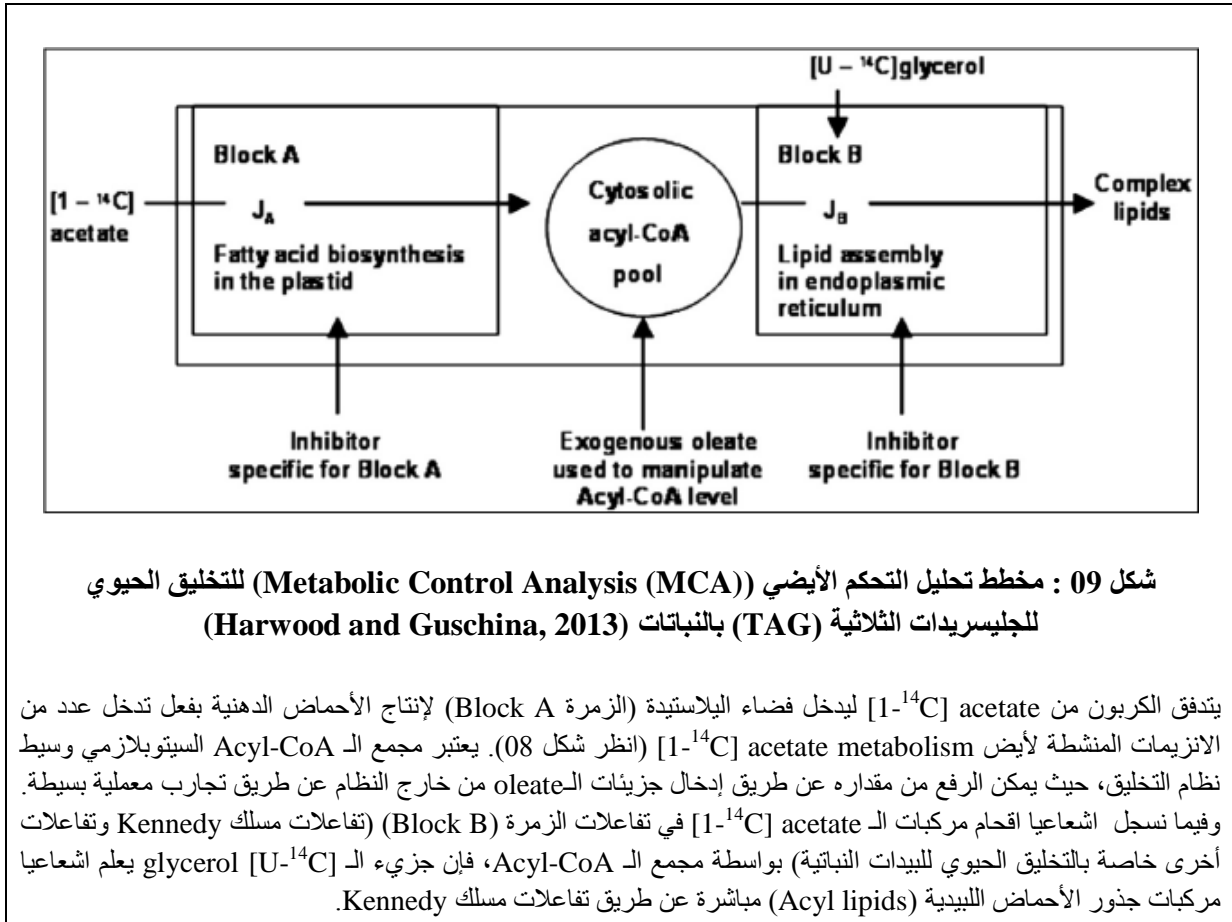 [U – ¹⁴C]glycerol
Block A
Block B
[1 – ¹⁴C]
acetate
J_A
Cytosolic
acyl-CoA
pool
J_B
Complex
lipids
Fatty acid biosynthesis
in the plastid
Lipid assembly
in endoplasmic
reticulum
Inhibitor
specific for Block A
Exogenous oleate
used to manipulate
Acyl-CoA level
Inhibitor
specific for Block B
شكل 09 : مخطط تحليل التحكم الأيضي (Metabolic Control Analysis (MCA)) للتخليق الحيوي
للجليسريدات الثلاثية (TAG) بالنباتات (Harwood and Guschina, 2013)
يتدفق الكربون من [1-¹⁴C] acetate ليدخل فضاء اليلاستيدة (الزمرة Block A) لإنتاج الأحماض الدهنية بفعل تدخل عدد من
الانزيمات المنشطة لأيض [1-¹⁴C] acetate metabolism (انظر شكل 08). يعتبر مجمع الـ Acyl-CoA السيتوبلازمي وسيط
نظام التخليق، حيث يمكن الرفع من مقداره عن طريق إدخال جزيئات الـoleate من خارج النظام عن طريق تجارب معملية بسيطة.
وفيما نسجل اشعاعيا اقحام مركبات الـ [1-¹⁴C] acetate في تفاعلات الزمرة (Block B) (تفاعلات مسلك Kennedy وتفاعلات
أخرى خاصة بالتخليق الحيوي للبيدات النباتية) بواسطة مجمع الـ Acyl-CoA، فإن جزيء الـ [U-¹⁴C] glycerol يعلم اشعاعيا
مركبات جذور الأحماض اللبيدية (Acyl lipids) مباشرة عن طريق تفاعلات مسلك Kennedy.